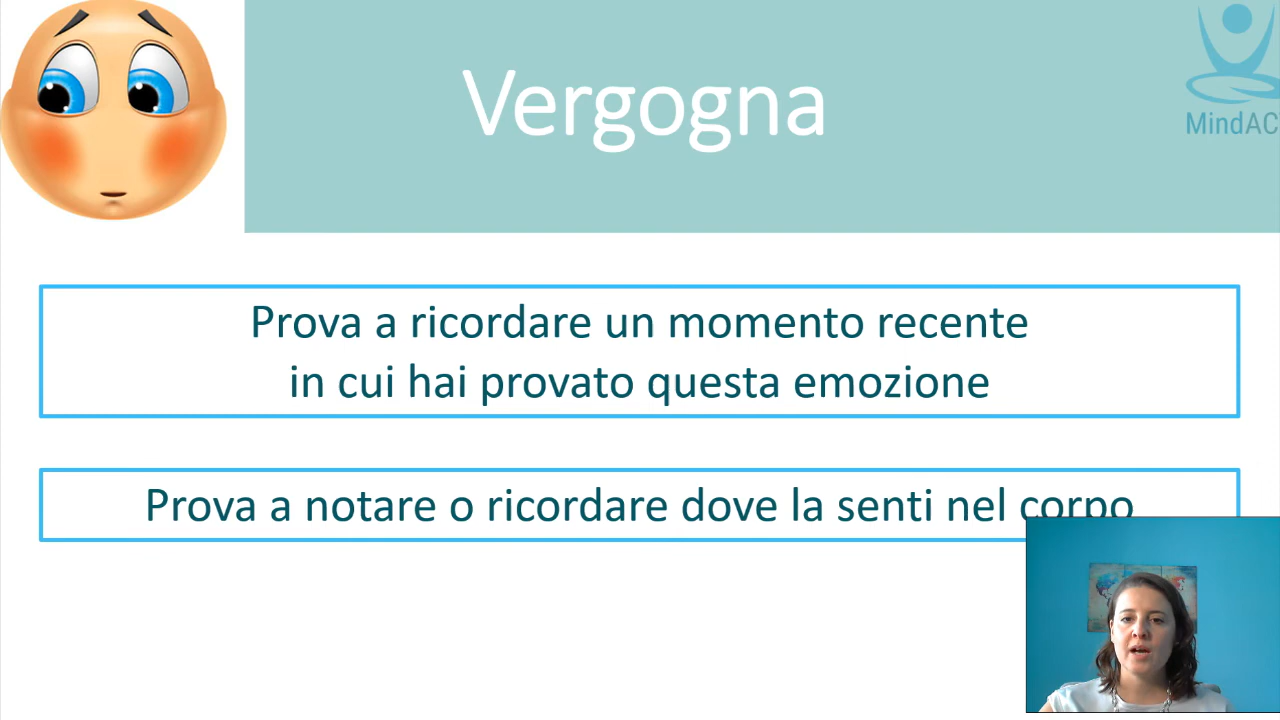 Vergogna
MindAC
Prova a ricordare un momento recente
in cui hai provato questa emozione
Prova a notare o ricordare dove la senti nel corpo